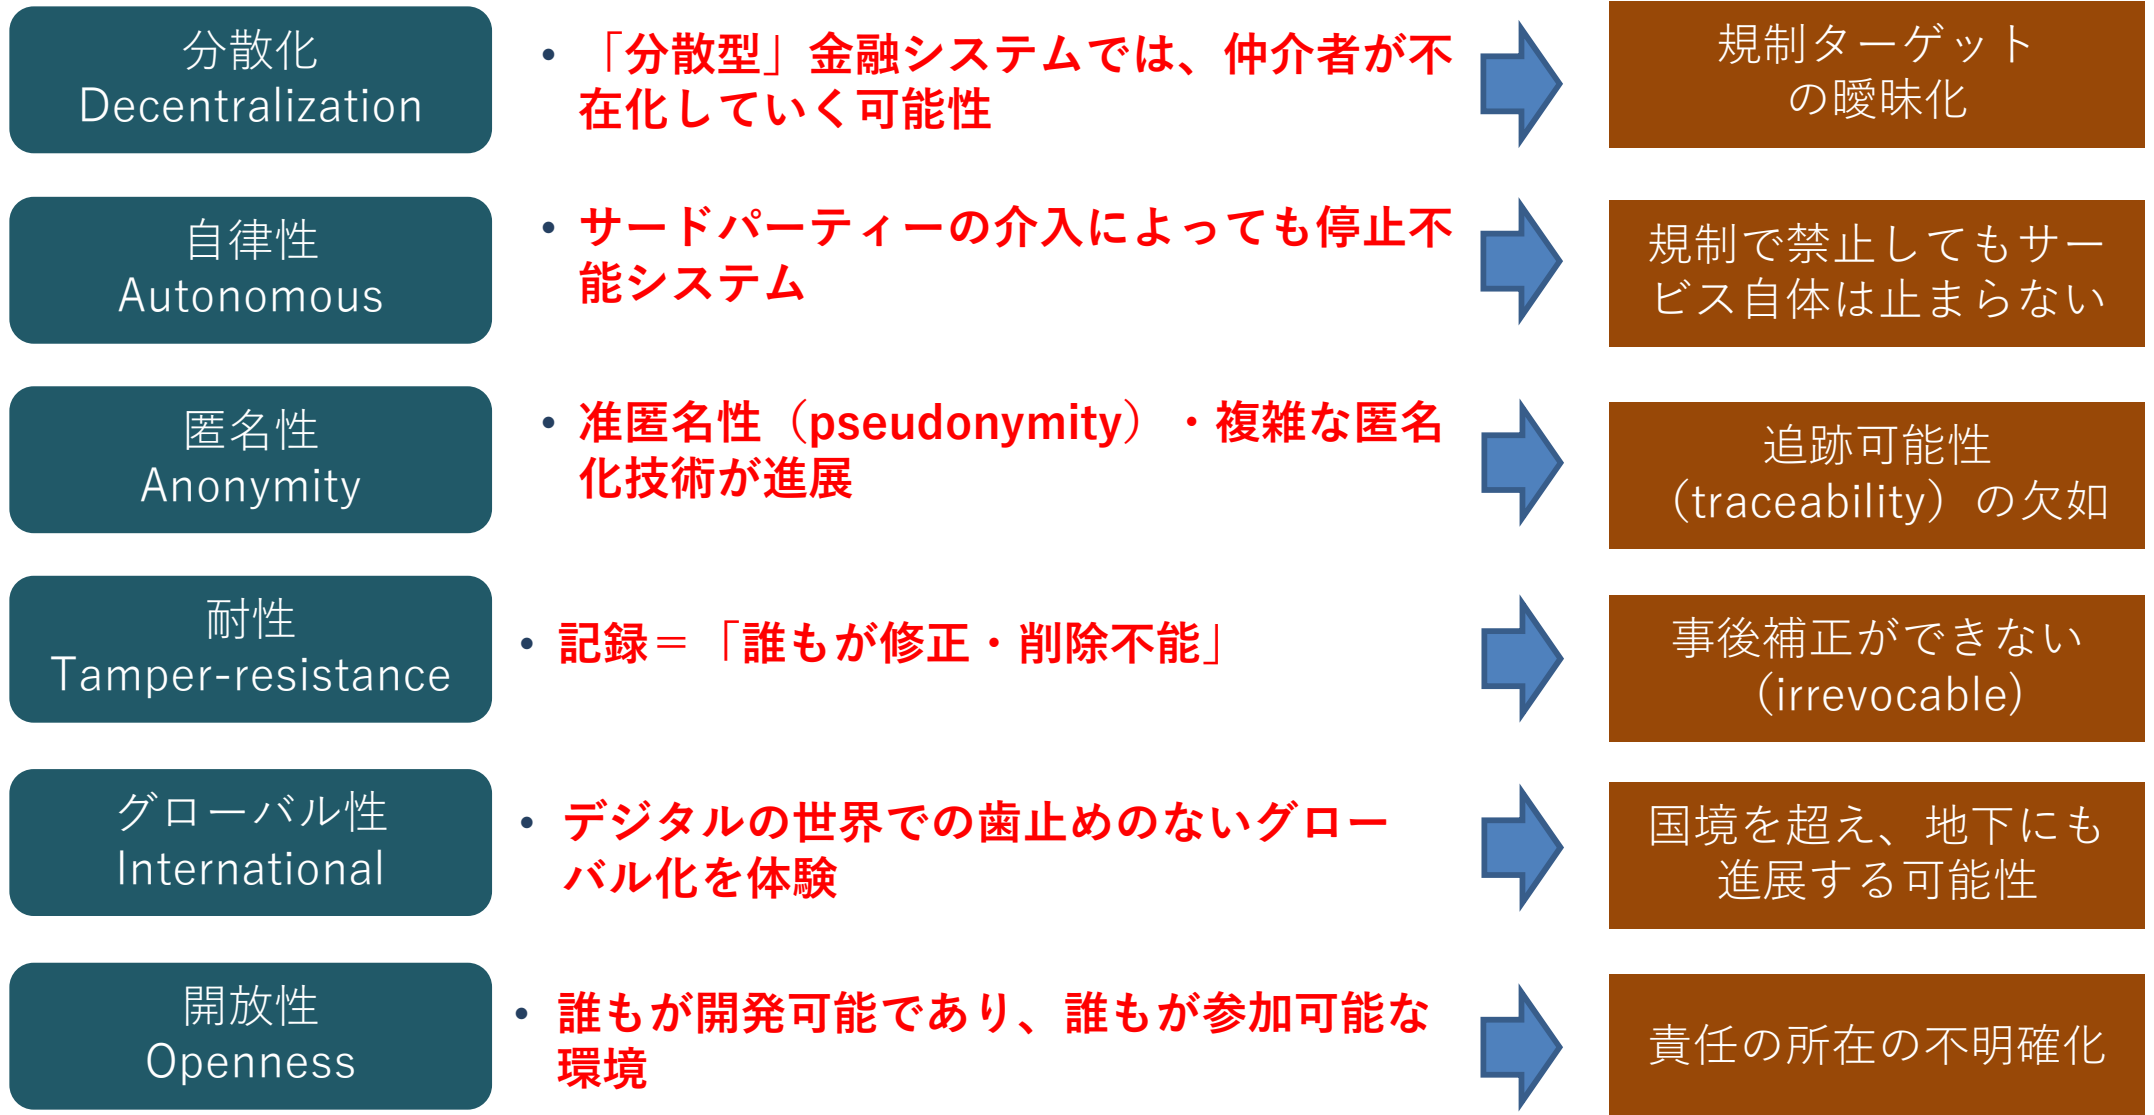 分散化
Decentralization
• 「分散型」金融システムでは、仲介者が不
在化していく可能性
規制ターゲット
の曖昧化
自律性
Autonomous
• サードパーティーの介入によっても停止不
能システム
規制で禁止してもサー
ビス自体は止まらない
匿名性
Anonymity
• 准匿名性（pseudonymity）・複雑な匿名
化技術が進展
追跡可能性
（traceability）の欠如
耐性
Tamper-resistance
• 記録＝「誰もが修正・削除不能」
事後補正ができない
（irrevocable)
グローバル性
International
• デジタルの世界での歯止めのないグロー
バル化を体験
国境を超え、地下にも
進展する可能性
開放性
Openness
• 誰もが開発可能であり、誰もが参加可能な
環境
責任の所在の不明確化